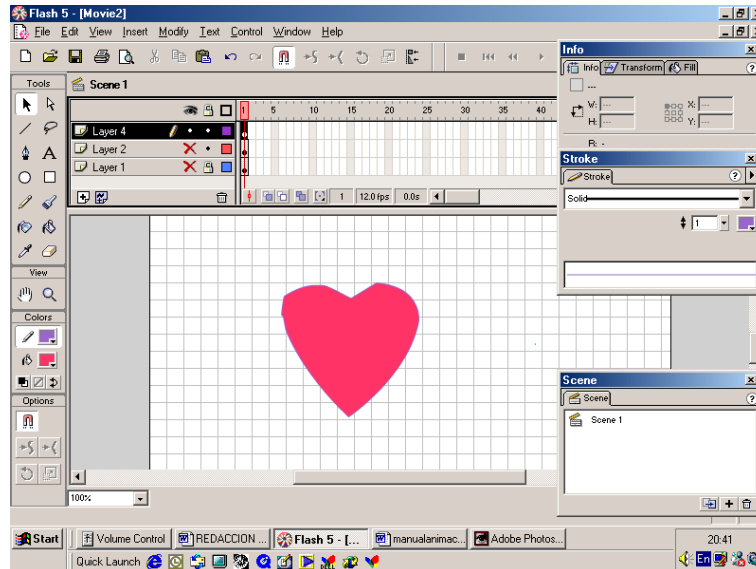 Flash 5 - [Movie2]
File Edit View Insert Modify Text Control Window Help
Tools
Scene 1
1 5 10 15 20 25 30 35 40
Layer 4
Layer 2
Layer 1
1 12.0 fps 0.0s
View
Colors
Options
100%
Info
Info Transform Fill
?
...
W: --- X: ---
H: --- Y: ---
R: -
Stroke
Stroke ?
Solid
1
Scene
Scene ?
Scene 1
Start Volume Control REDACCION ... Flash 5 - [... manualanimac... Adobe Photos... 20:41
Quick Launch En